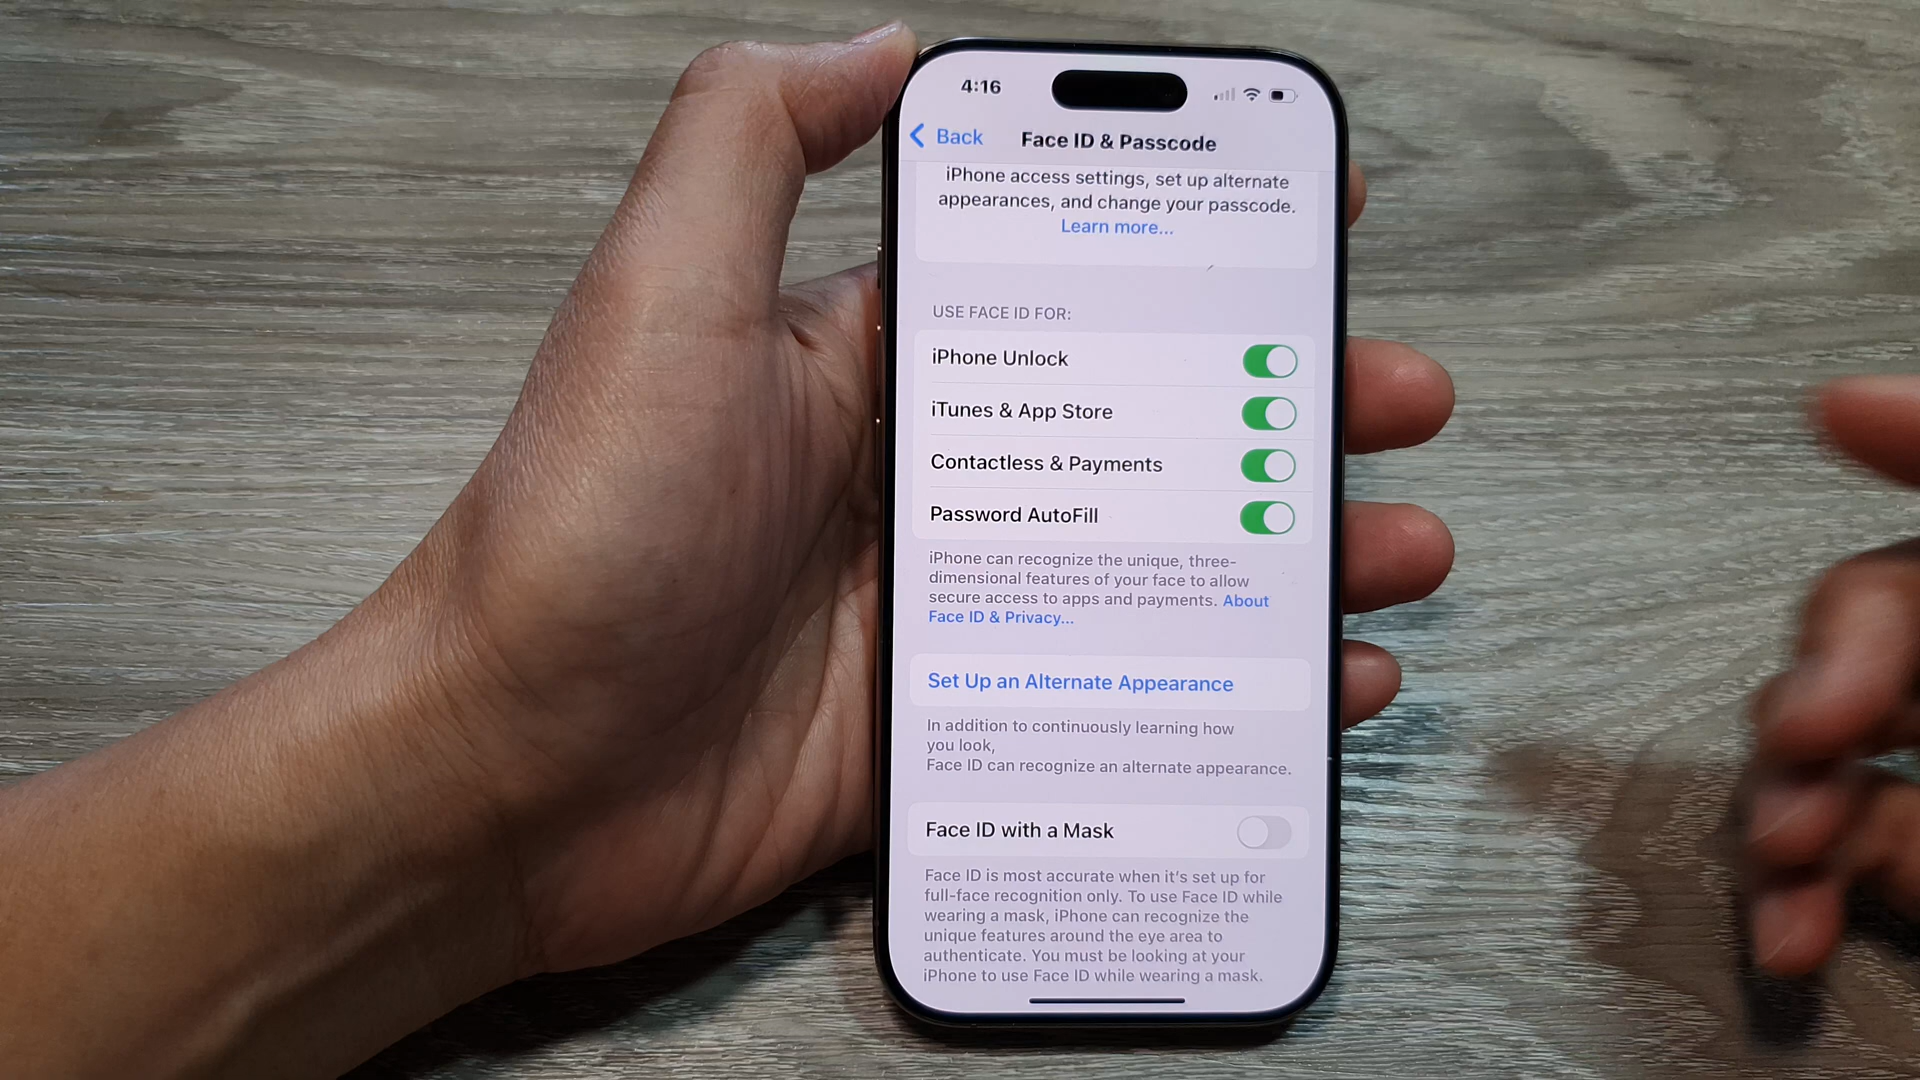 4:16
Back
Face ID & Passcode
iPhone access settings, set up alternate
appearances, and change your passcode.
Learn more...
USE FACE ID FOR:
iPhone Unlock
iTunes & App Store
Contactless & Payments
Password AutoFill
iPhone can recognize the unique, three-
dimensional features of your face to allow
secure access to apps and payments. About
Face ID & Privacy...
Set Up an Alternate Appearance
In addition to continuously learning how
you look,
Face ID can recognize an alternate appearance.
Face ID with a Mask
Face ID is most accurate when it's set up for
full-face recognition only. To use Face ID while
wearing a mask, iPhone can recognize the
unique features around the eye area to
authenticate. You must be looking at your
iPhone to use Face ID while wearing a mask.